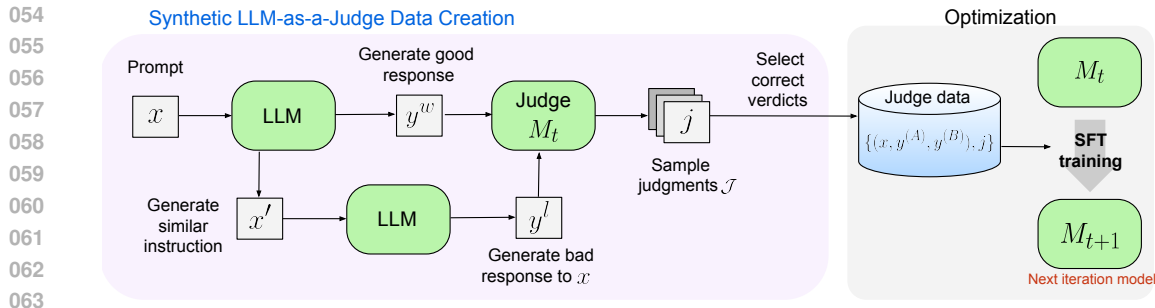 054
055
056
057
058
059
060
061
062
063
Synthetic LLM-as-a-Judge Data Creation
Prompt
x
LLM
Generate good
response
y^w
Judge
M_t
j
Sample
judgments 𝒥
Select
correct
verdicts
Generate
similar
instruction
x′
LLM
y^l
Generate bad
response to x
Optimization
Judge data
{(x, y^(A), y^(B)), j}
M_t
SFT
training
M_{t+1}
Next iteration model